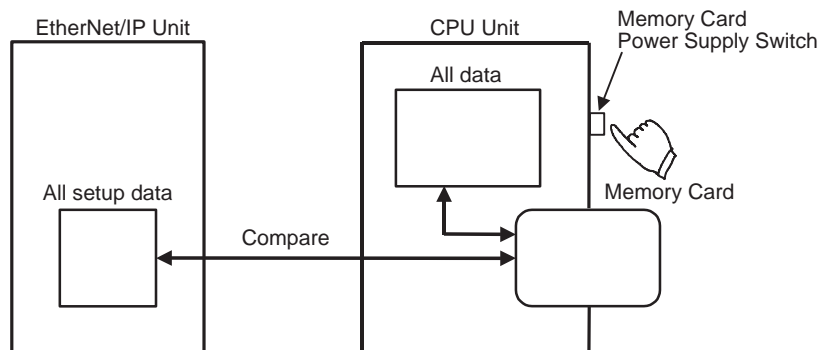 EtherNet/IP Unit
CPU Unit
Memory Card
Power Supply Switch
All data
All setup data
Memory Card
Compare